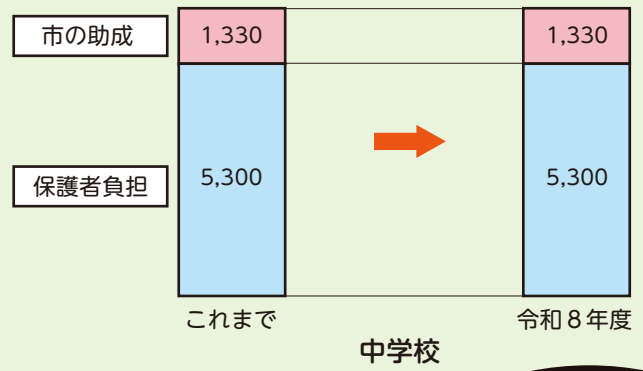 市の助成
1,330
1,330
保護者負担
5,300
5,300
これまで
令和8年度
中学校